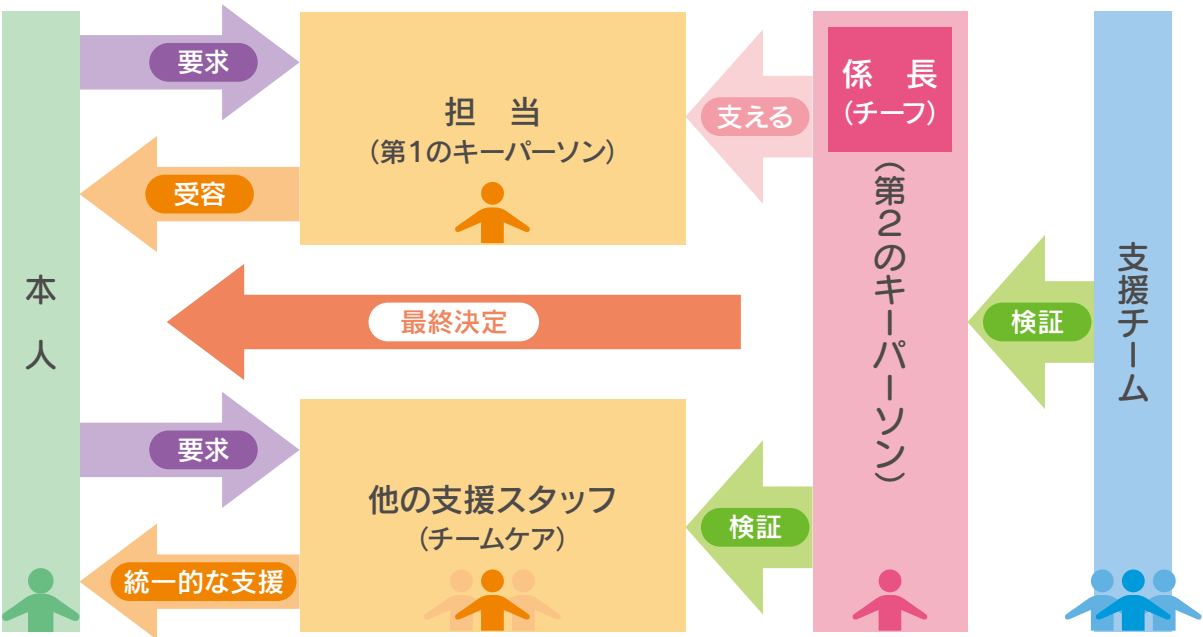 本人
要求
受容
担　当
（第1のキーパーソン）
支える
係　長
（チーフ）
（第2のキーパーソン）
最終決定
検証
支援チーム
要求
統一的な支援
他の支援スタッフ
（チームケア）
検証